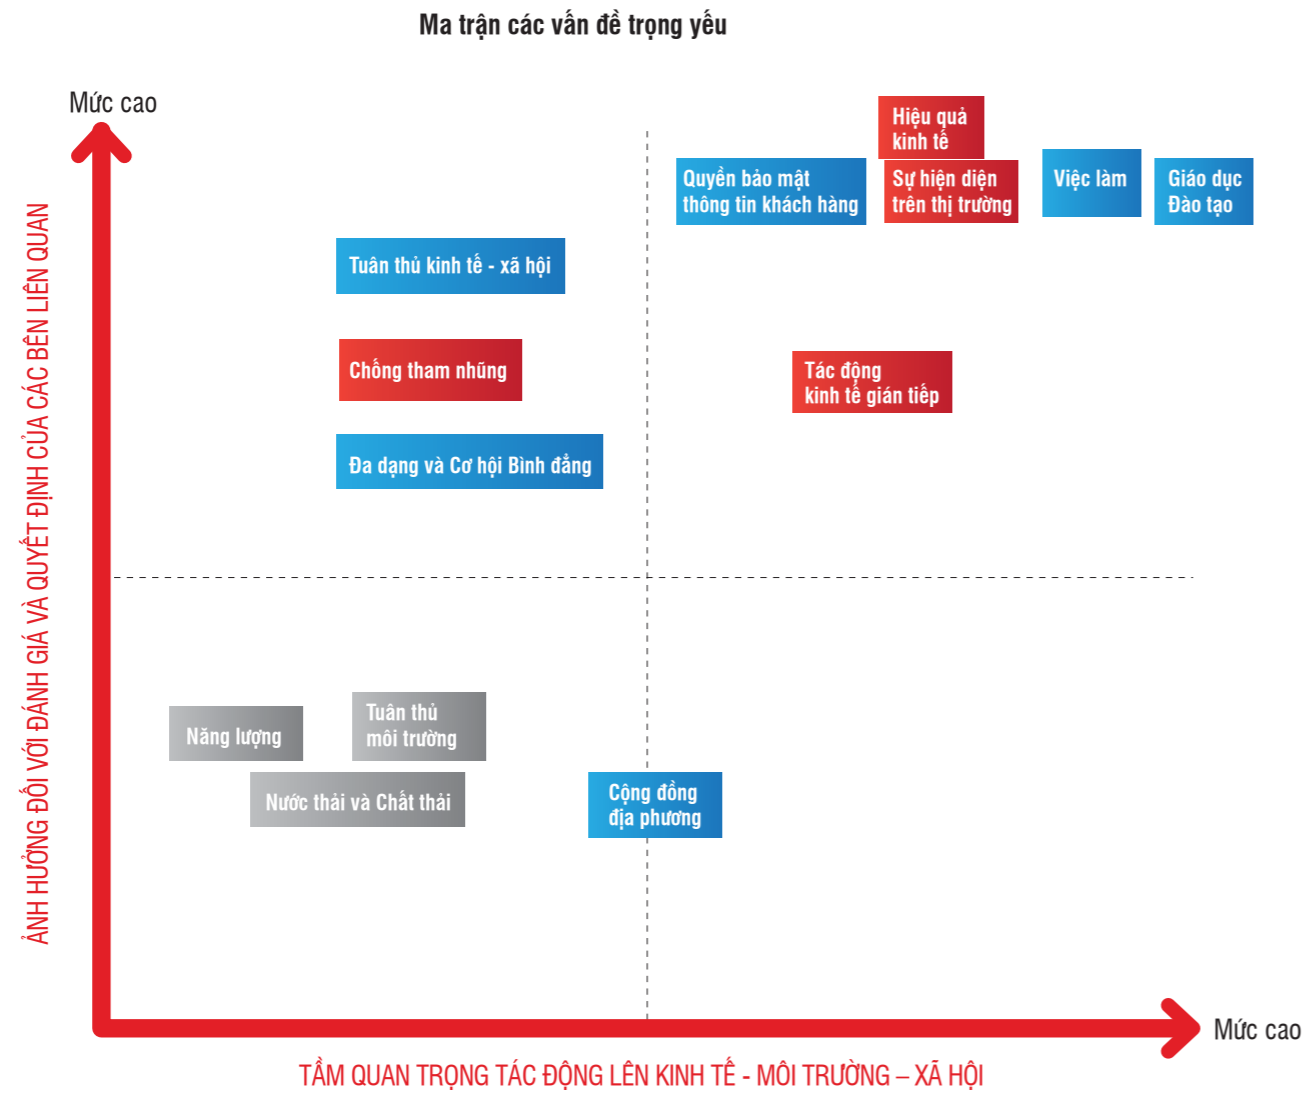 Ma trận các vấn đề trọng yếu
Mức cao
Hiệu quả
kinh tế
Quyền bảo mật
thông tin khách hàng
Sự hiện diện
trên thị trường
Việc làm
Giáo dục
Đào tạo
Tuân thủ kinh tế - xã hội
Chống tham nhũng
Tác động
kinh tế gián tiếp
Đa dạng và Cơ hội Bình đẳng
ẢNH HƯỞNG ĐỐI VỚI ĐÁNH GIÁ VÀ QUYẾT ĐỊNH CỦA CÁC BÊN LIÊN QUAN
Năng lượng
Tuân thủ
môi trường
Nước thải và Chất thải
Cộng đồng
địa phương
Mức cao
TẦM QUAN TRỌNG TÁC ĐỘNG LÊN KINH TẾ - MÔI TRƯỜNG – XÃ HỘI